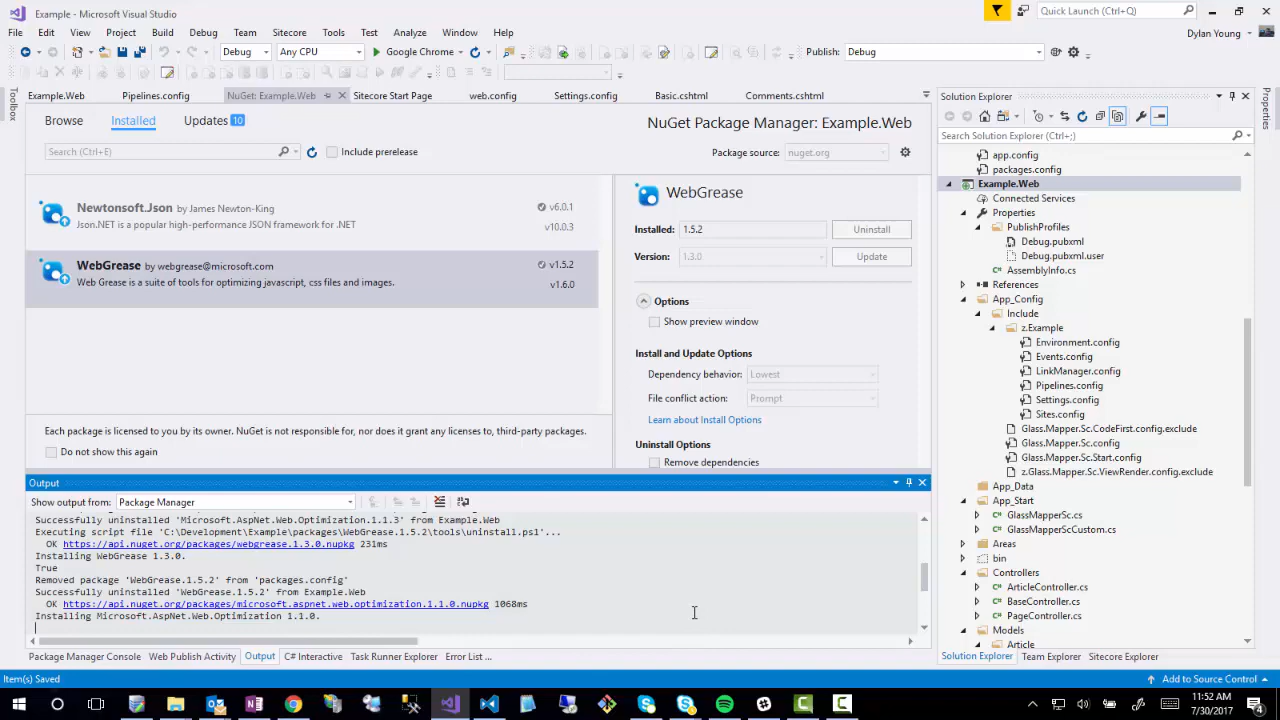 Example - Microsoft Visual Studio
Quick Launch (Ctrl+Q)
File Edit View Project Build Debug Team Sitecore Tools Test Analyze Window Help
Dylan Young
Debug Any CPU Google Chrome Publish: Debug
Toolbox
Example.Web Pipelines.config NuGet: Example.Web Sitecore Start Page web.config Settings.config Basic.cshtml Comments.cshtml
Browse Installed Updates 10
NuGet Package Manager: Example.Web
Search (Ctrl+E) Include prerelease
Package source: nuget.org
Newtonsoft.Json by James Newton-King v6.0.1
Json.NET is a popular high-performance JSON framework for .NET v10.0.3
WebGrease by webgrease@microsoft.com v1.5.2
Web Grease is a suite of tools for optimizing javascript, css files and images. v1.6.0
Each package is licensed to you by its owner. NuGet is not responsible for, nor does it grant any licenses to, third-party packages.
Do not show this again
WebGrease
Installed: 1.5.2 Uninstall
Version: 1.3.0 Update
Options
Show preview window
Install and Update Options
Dependency behavior: Lowest
File conflict action: Prompt
Learn about Install Options
Uninstall Options
Remove dependencies
Output
Show output from: Package Manager
Successfully uninstalled 'Microsoft.AspNet.Web.Optimization.1.1.3' from Example.Web
Executing script file 'C:\Development\Example\packages\WebGrease.1.5.2\tools\uninstall.ps1'...
OK https://api.nuget.org/packages/webgrease.1.3.0.nupkg 231ms
Installing WebGrease 1.3.0.
True
Removed package 'WebGrease.1.5.2' from 'packages.config'
Successfully uninstalled 'WebGrease.1.5.2' from Example.Web
OK https://api.nuget.org/packages/microsoft.aspnet.web.optimization.1.1.0.nupkg 1068ms
Installing Microsoft.AspNet.Web.Optimization 1.1.0.
Package Manager Console Web Publish Activity Output C# Interactive Task Runner Explorer Error List ...
Solution Explorer
Search Solution Explorer (Ctrl+;)
app.config
packages.config
Example.Web
Connected Services
Properties
PublishProfiles
Debug.pubxml
Debug.pubxml.user
AssemblyInfo.cs
References
App_Config
Include
z.Example
Environment.config
Events.config
LinkManager.config
Pipelines.config
Settings.config
Sites.config
Glass.Mapper.Sc.CodeFirst.config.exclude
Glass.Mapper.Sc.config
Glass.Mapper.Sc.Start.config
z.Glass.Mapper.Sc.ViewRender.config.exclude
App_Data
App_Start
GlassMapperSc.cs
GlassMapperScCustom.cs
Areas
bin
Controllers
ArticleController.cs
BaseController.cs
PageController.cs
Models
Article
Solution Explorer Team Explorer Sitecore Explorer
Properties
Item(s) Saved
Add to Source Control
11:52 AM
7/30/2017